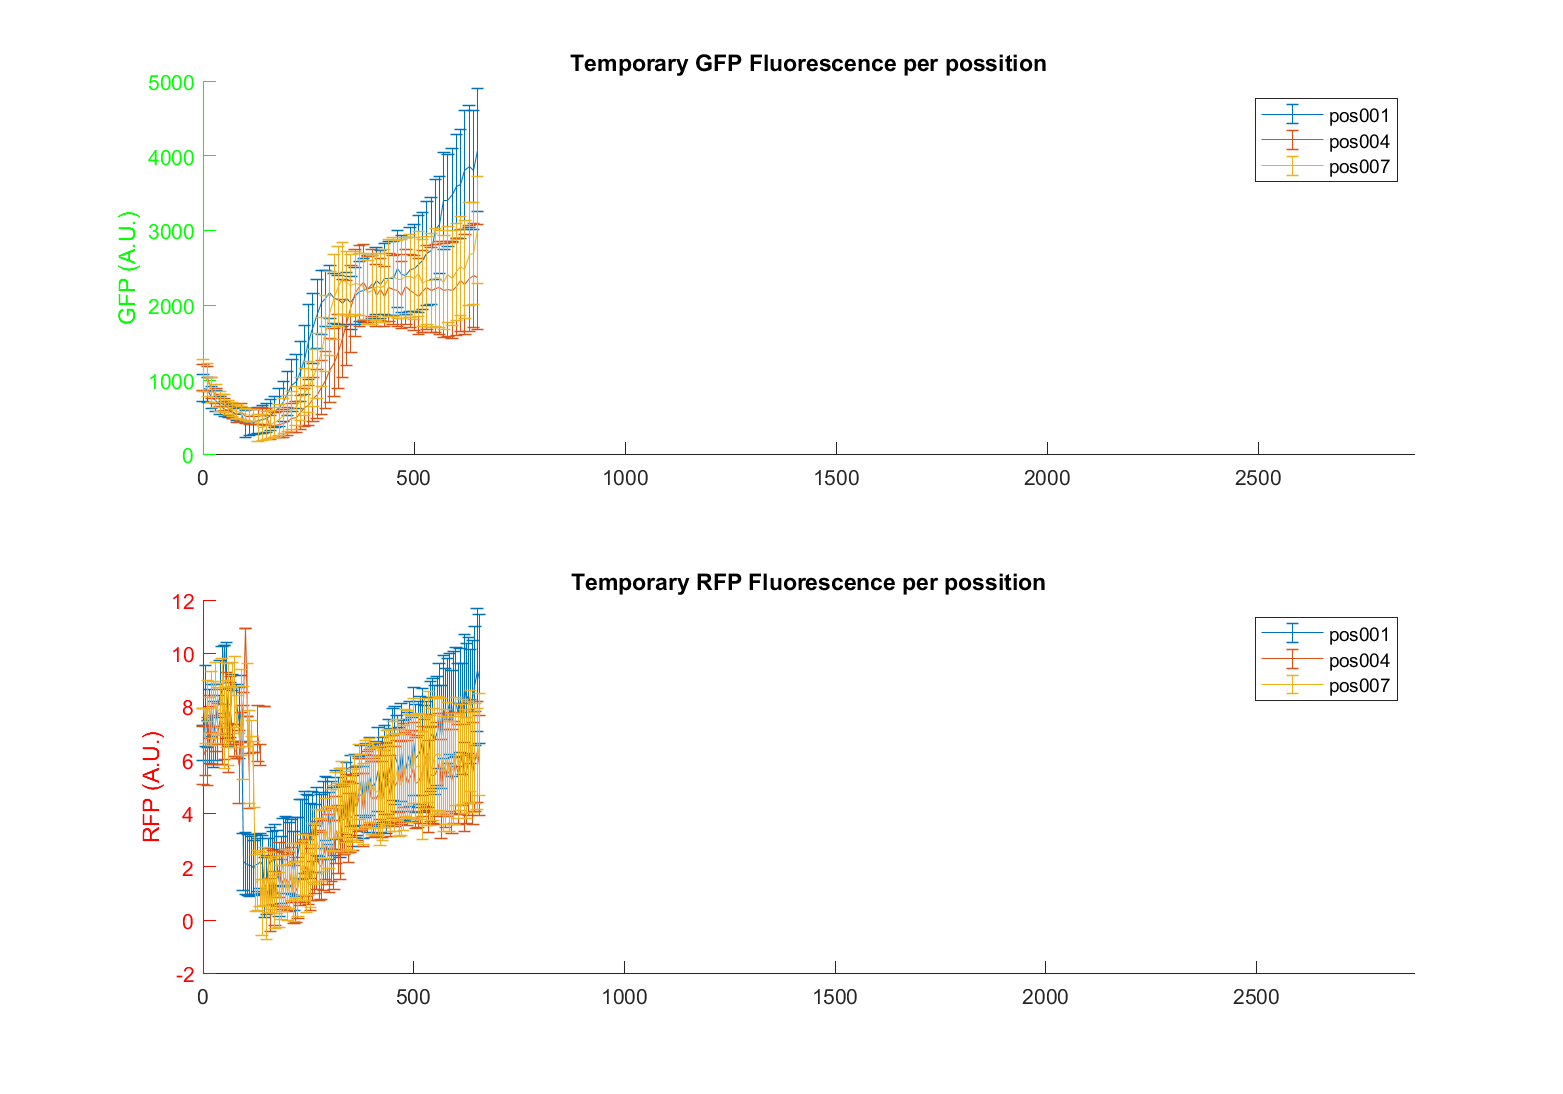 Temporary GFP Fluorescence per possition
5000
4000
3000
2000
1000
0
GFP (A.U.)
0 500 1000 1500 2000 2500
pos001
pos004
pos007
Temporary RFP Fluorescence per possition
12
10
8
6
4
2
0
-2
RFP (A.U.)
0 500 1000 1500 2000 2500
pos001
pos004
pos007